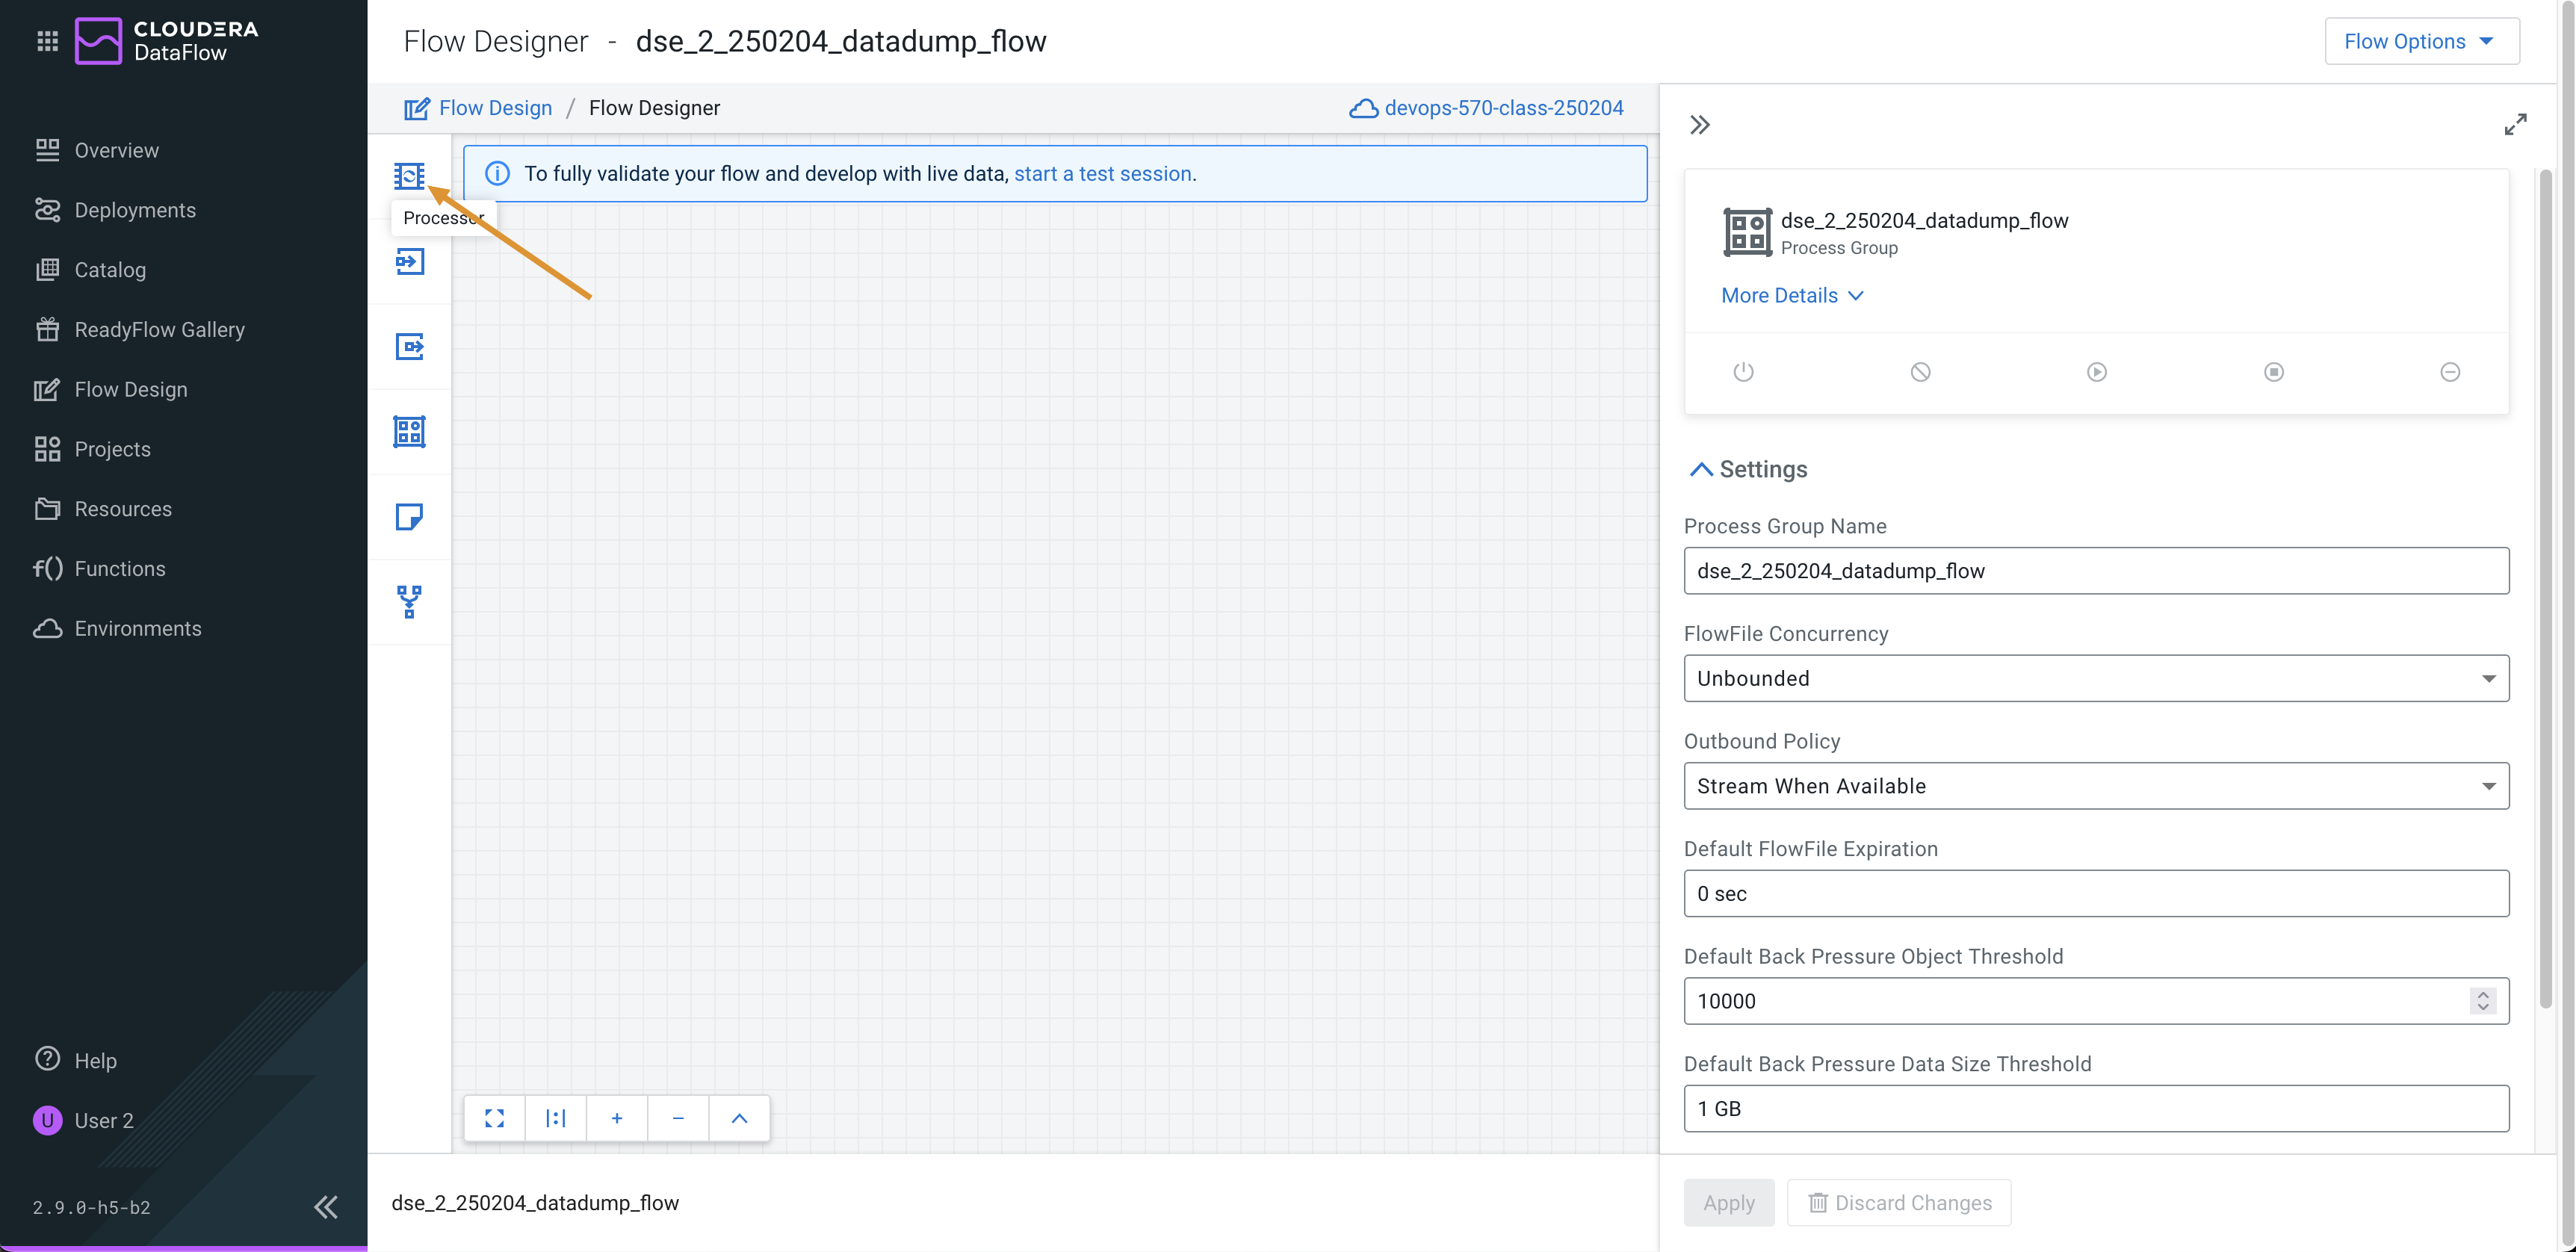 CLOUDERA
DataFlow
Overview
Deployments
Catalog
ReadyFlow Gallery
Flow Design
Projects
Resources
f() Functions
Environments
Help
U User 2
2.9.0-h5-b2
Flow Designer - dse_2_250204_datadump_flow
Flow Options
Flow Design / Flow Designer
devops-570-class-250204
To fully validate your flow and develop with live data, start a test session.
Processor
dse_2_250204_datadump_flow
dse_2_250204_datadump_flow
Process Group
More Details
Settings
Process Group Name
dse_2_250204_datadump_flow
FlowFile Concurrency
Unbounded
Outbound Policy
Stream When Available
Default FlowFile Expiration
0 sec
Default Back Pressure Object Threshold
10000
Default Back Pressure Data Size Threshold
1 GB
Apply
Discard Changes